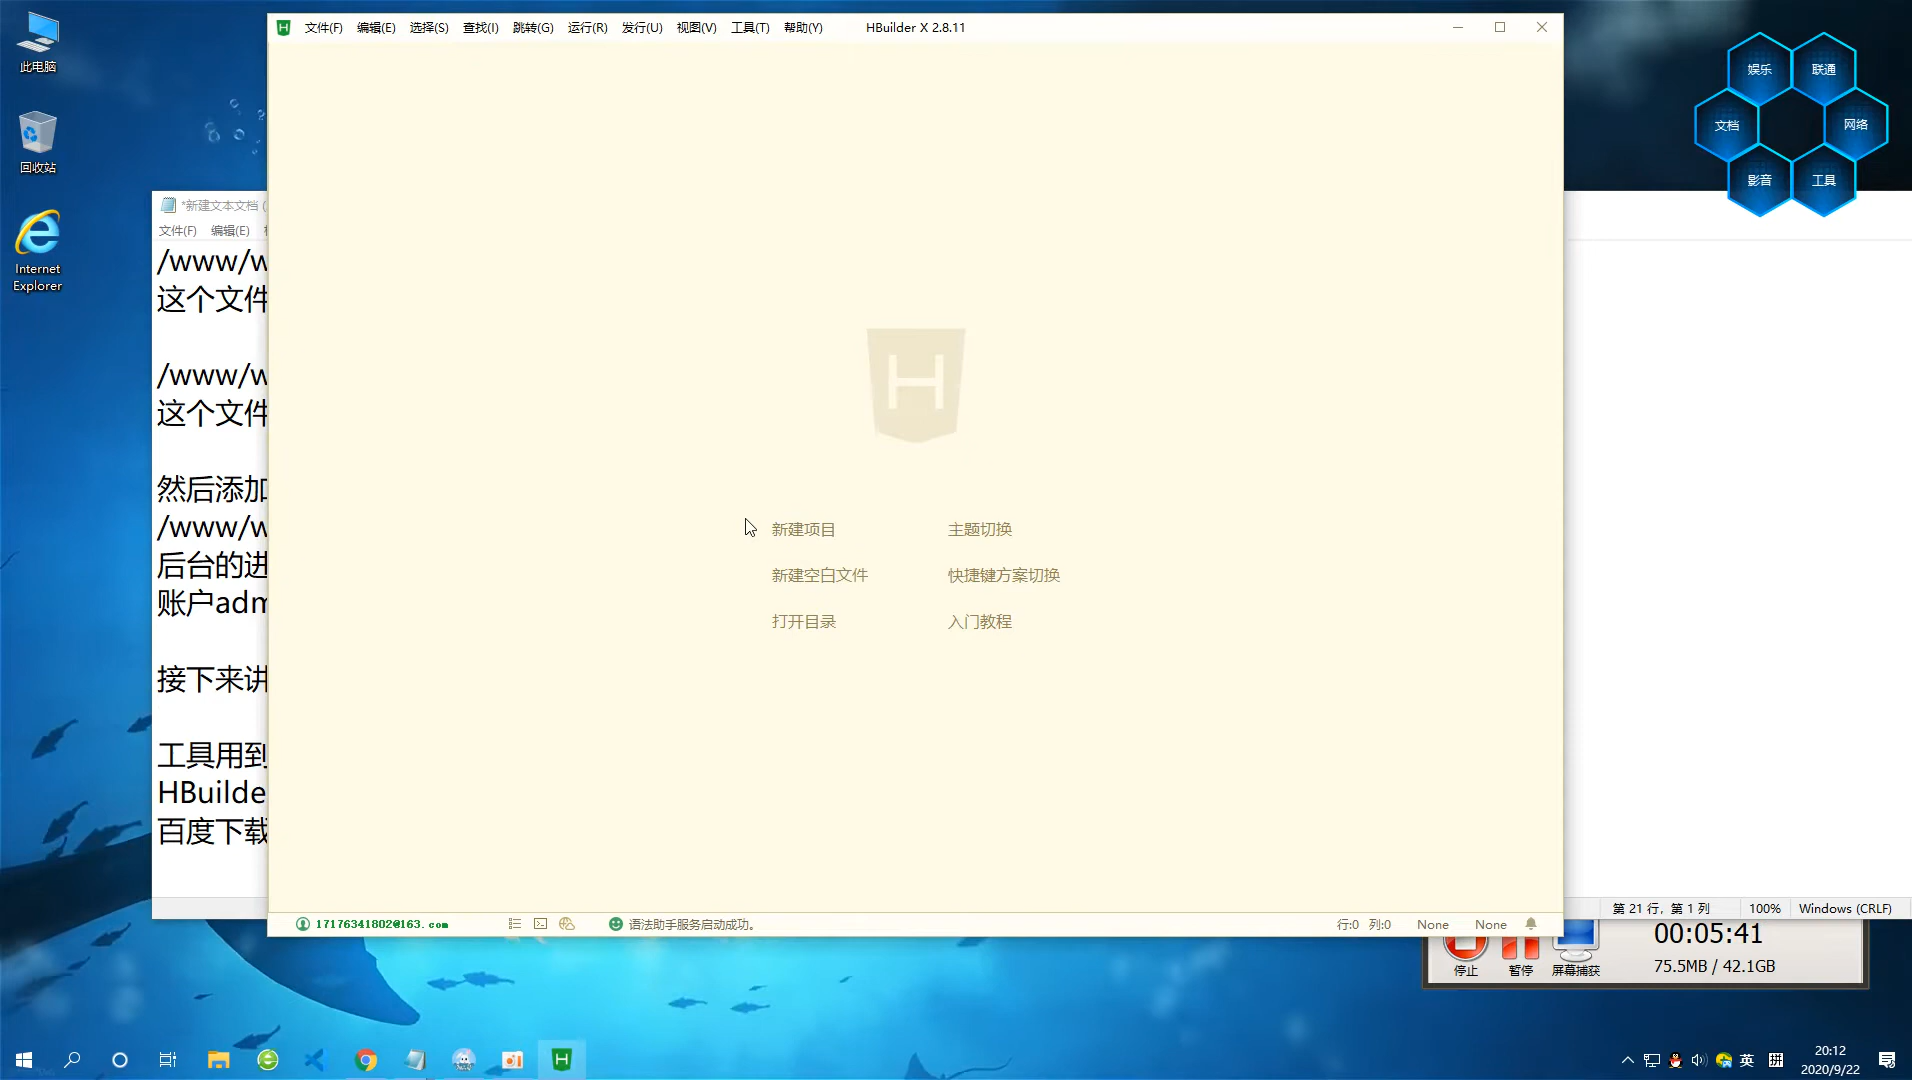 此电脑
回收站
Internet
Explorer
文件(F) 编辑(E) 选择(S) 查找(I) 跳转(G) 运行(R) 发行(U) 视图(V) 工具(T) 帮助(Y) HBuilder X 2.8.11
娱乐
联通
文档
网络
影音
工具
*新建文本文档 (
文件(F) 编辑(E)
/www/w
这个文件
/www/w
这个文件
然后添加
/www/w
后台的进
账户adm
接下来讲
工具用到
HBuilde
百度下载
新建项目
主题切换
新建空白文件
快捷键方案切换
打开目录
入门教程
17176341802@163.com
语法助手服务启动成功。
行:0 列:0 None None
第 21 行，第 1 列 100% Windows (CRLF)
停止
暂停
屏幕捕获
00:05:41
75.5MB / 42.1GB
英
拼
20:12
2020/9/22